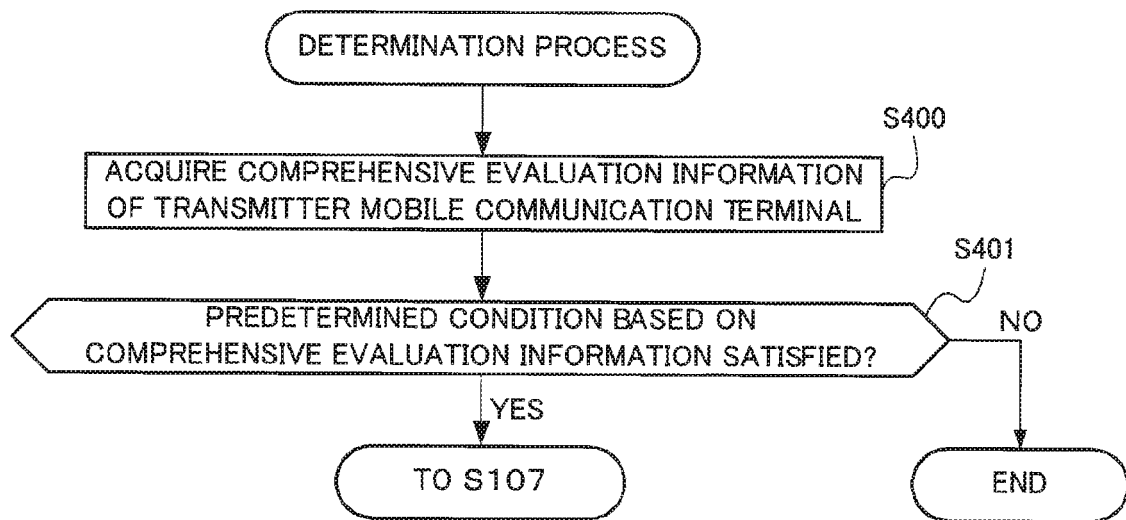 DETERMINATION PROCESS
S400
ACQUIRE COMPREHENSIVE EVALUATION INFORMATION
OF TRANSMITTER MOBILE COMMUNICATION TERMINAL
S401
PREDETERMINED CONDITION BASED ON
COMPREHENSIVE EVALUATION INFORMATION SATISFIED?
NO
YES
TO S107
END